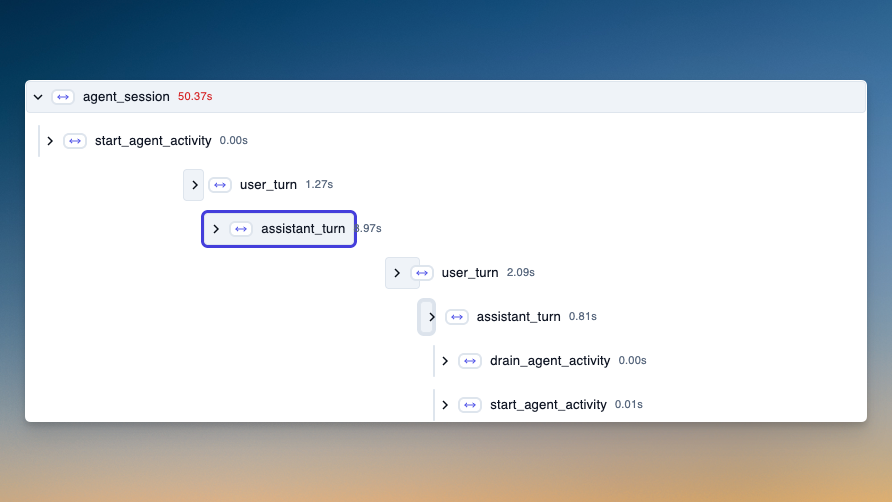 agent_session 50.37s
start_agent_activity 0.00s
user_turn 1.27s
assistant_turn .97s
user_turn 2.09s
assistant_turn 0.81s
drain_agent_activity 0.00s
start_agent_activity 0.01s